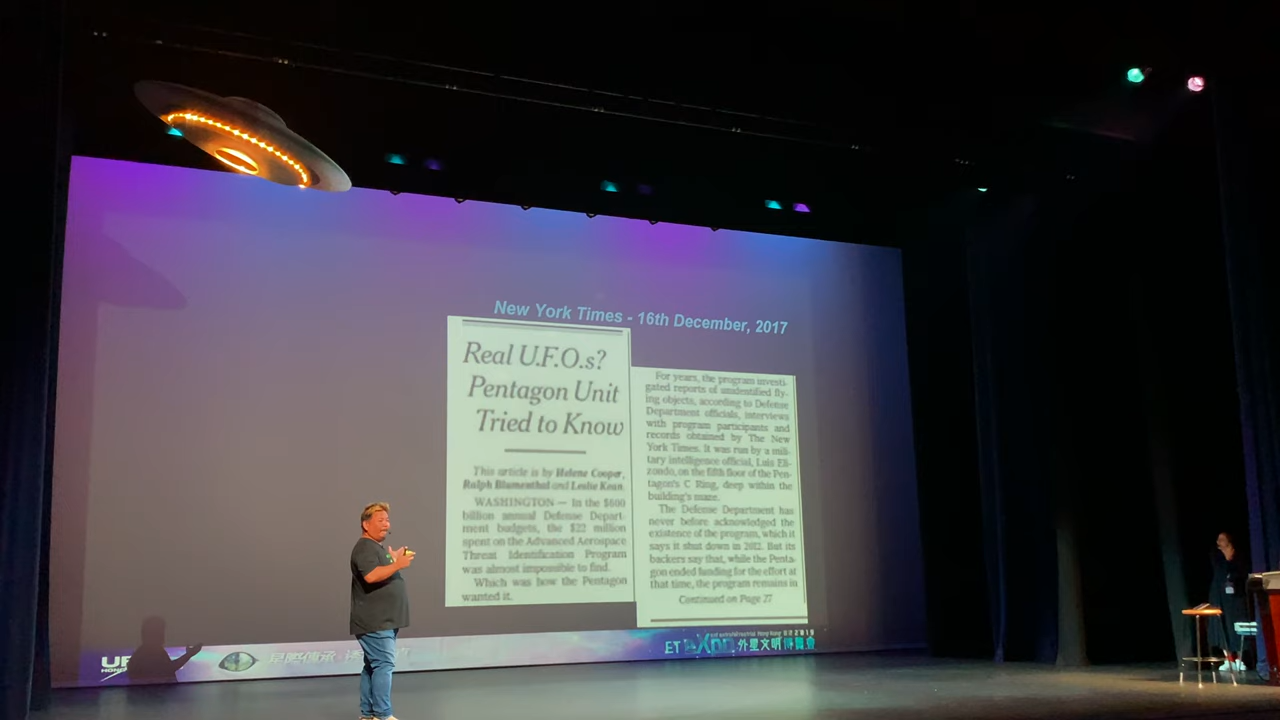 New York Times - 16th December, 2017
Real U.F.O.s?
Pentagon Unit
Tried to Know
This article is by Helene Cooper,
Ralph Blumenthal and Leslie Kean.
WASHINGTON — In the $600
billion annual Defense Depart-
ment budgets, the $22 million
spent on the Advanced Aerospace
Threat Identification Program
was almost impossible to find.
Which was how the Pentagon
wanted it.
For years, the program investi-
gated reports of unidentified fly-
ing objects, according to Defense
Department officials, interviews
with program participants and
records obtained by The New
York Times. It was run by a mili-
tary intelligence official, Luis Eli-
zondo, on the fifth floor of the Pen-
tagon's C Ring, deep within the
building's maze.
The Defense Department has
never before acknowledged the
existence of the program, which it
says it shut down in 2012. But its
backers say that, while the Penta-
gon ended funding for the effort at
that time, the program remains in
Continued on Page 27
星際傳承
ET
外星文明博覽會